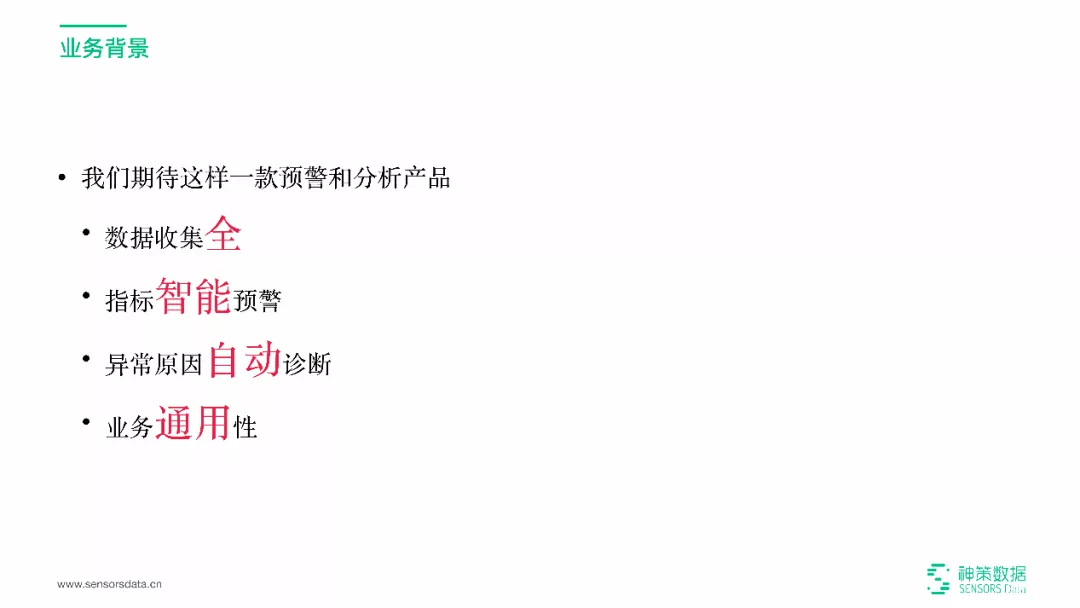 业务背景
• 我们期待这样一款预警和分析产品
• 数据收集全
• 指标智能预警
• 异常原因自动诊断
• 业务通用性
www.sensorsdata.cn
神策数据
SENSORS Data